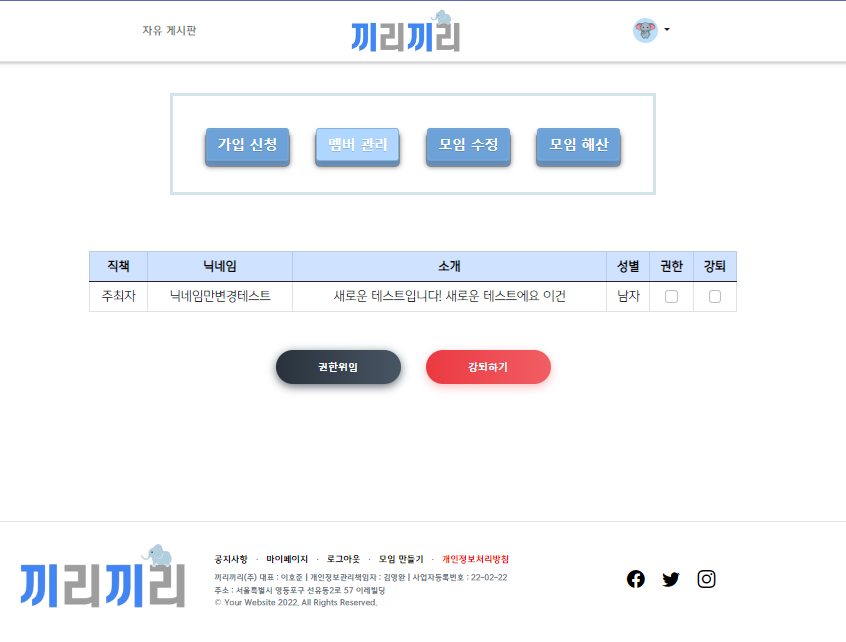 자유 게시판
끼리끼리
가입 신청 멤버 관리 모임 수정 모임 해산
직책 닉네임 소개 성별 권한 강퇴
주최자 닉네임만변경테스트 새로운 테스트입니다! 새로운 테스트에요 이건 남자
권한위임 강퇴하기
끼리끼리
공지사항 · 마이페이지 · 로그아웃 · 모임 만들기 · 개인정보처리방침
끼리끼리(주) 대표 : 이호준 | 개인정보관리책임자 : 김영완 | 사업자등록번호 : 22-02-22
주소 : 서울특별시 영등포구 선유동2로 57 이레빌딩
© Your Website 2022. All Rights Reserved.